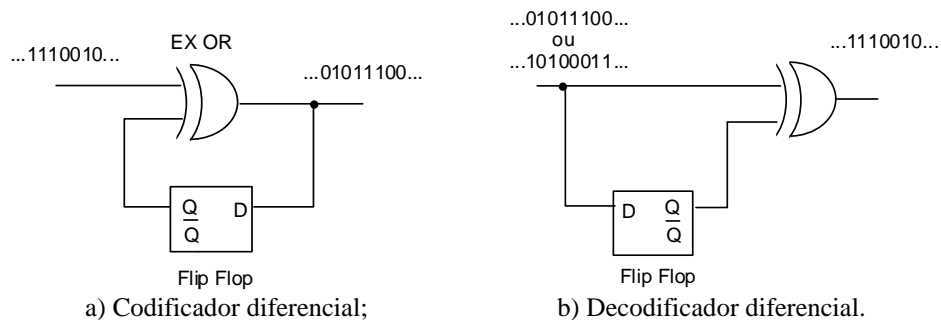 ...1110010...
EX OR
...01011100...
Q
Q
D
Flip Flop
a) Codificador diferencial;
...01011100...
ou
...10100011...
...1110010...
D
Q
Q
Flip Flop
b) Decodificador diferencial.